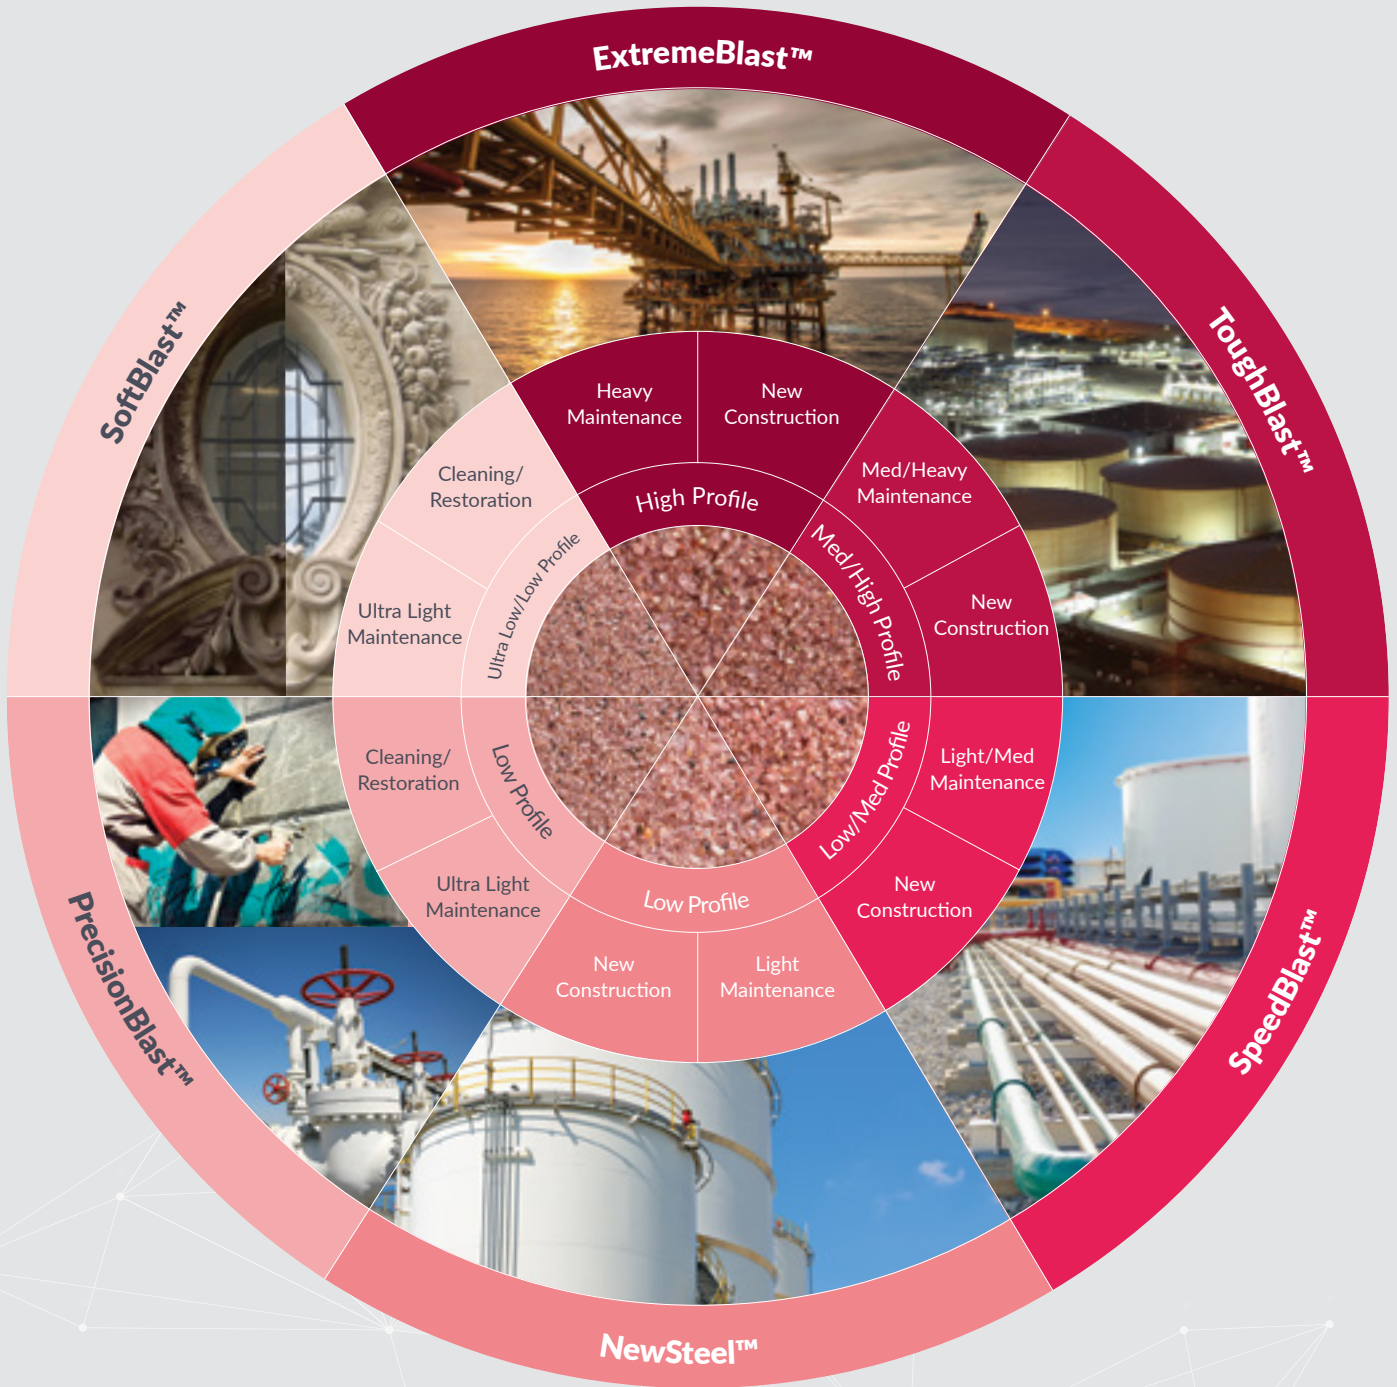 ExtremeBlast™
Heavy
Maintenance
New
Construction
High Profile
ToughBlast™
Med/Heavy
Maintenance
New
Construction
Med/High Profile
SpeedBlast™
Light/Med
Maintenance
New
Construction
Low/Med Profile
NewSteel™
Light
Maintenance
New
Construction
Low Profile
PrecisionBlast™
Ultra Light
Maintenance
Cleaning/
Restoration
Low Profile
SoftBlast™
Ultra Light
Maintenance
Cleaning/
Restoration
Ultra Low/Low Profile